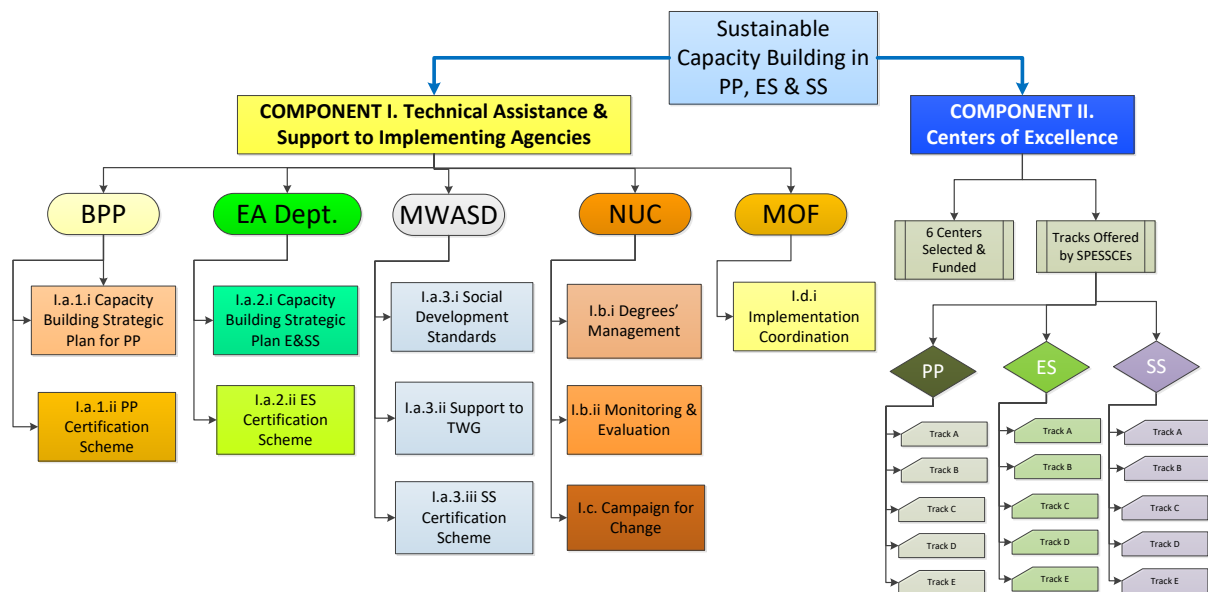 Sustainable
Capacity Building in
PP, ES & SS
COMPONENT I. Technical Assistance &
Support to Implementing Agencies
COMPONENT II.
Centers of Excellence
BPP
EA Dept.
MWASD
NUC
MOF
6 Centers
Selected &
Funded
Tracks Offered
by SPESSCEs
I.a.1.i Capacity
Building Strategic
Plan for PP
I.a.2.i Capacity
Building Strategic
Plan E&SS
I.a.3.i Social
Development
Standards
I.b.i Degrees’
Management
I.d.i
Implementation
Coordination
I.a.1.ii PP
Certification
Scheme
I.a.2.ii ES
Certification
Scheme
I.a.3.ii Support to
TWG
I.b.ii Monitoring &
Evaluation
I.a.3.iii SS
Certification
Scheme
I.c. Campaign for
Change
PP
ES
SS
Track A
Track B
Track C
Track D
Track E
Track A
Track B
Track C
Track D
Track E
Track A
Track B
Track C
Track D
Track E